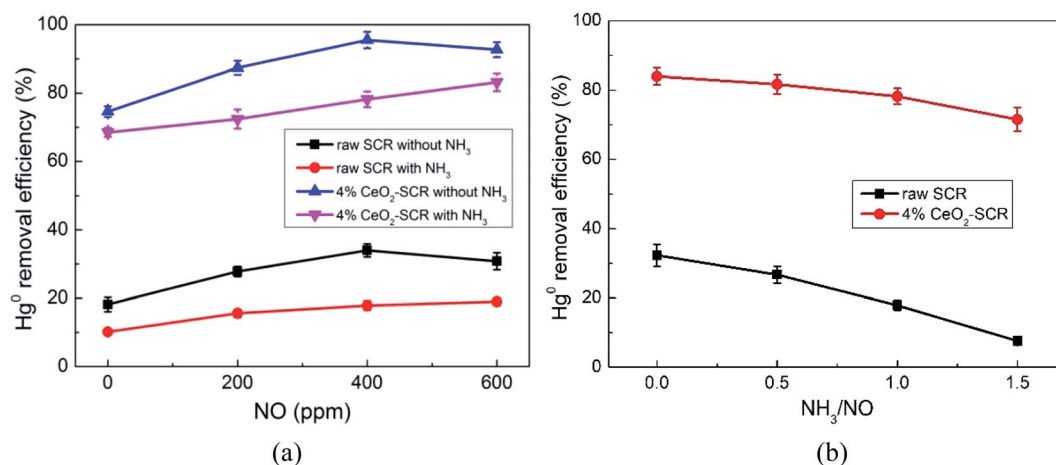 100
80
60
40
20
0
Hg⁰ removal efficiency (%)
raw SCR without NH₃
raw SCR with NH₃
4% CeO₂-SCR without NH₃
4% CeO₂-SCR with NH₃
0 200 400 600
NO (ppm)
(a)
100
80
60
40
20
0
Hg⁰ removal efficiency (%)
raw SCR
4% CeO₂-SCR
0.0 0.5 1.0 1.5
NH₃/NO
(b)